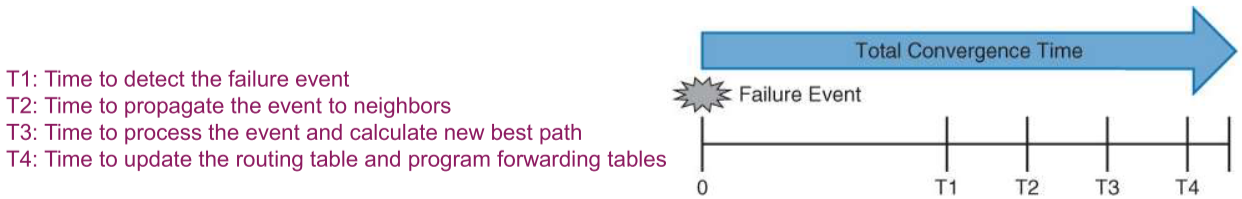 T1: Time to detect the failure event
T2: Time to propagate the event to neighbors
T3: Time to process the event and calculate new best path
T4: Time to update the routing table and program forwarding tables
Total Convergence Time
Failure Event
0 T1 T2 T3 T4